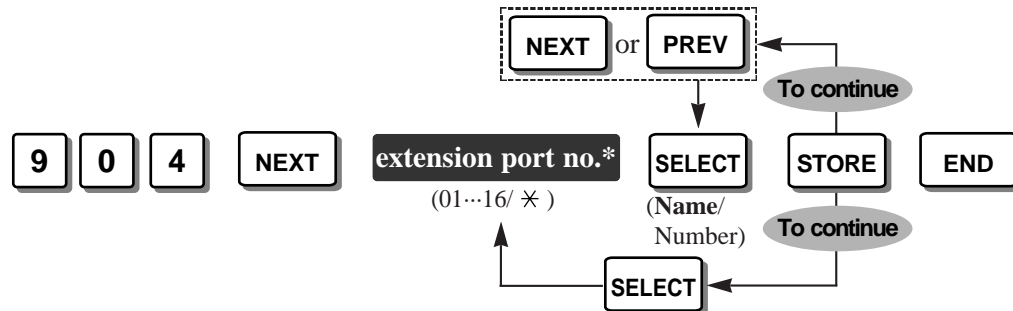 NEXT or PREV
To continue
9 0 4 NEXT extension port no.* SELECT STORE END
(01···16/ ✳ )
(Name/
Number)
To continue
SELECT